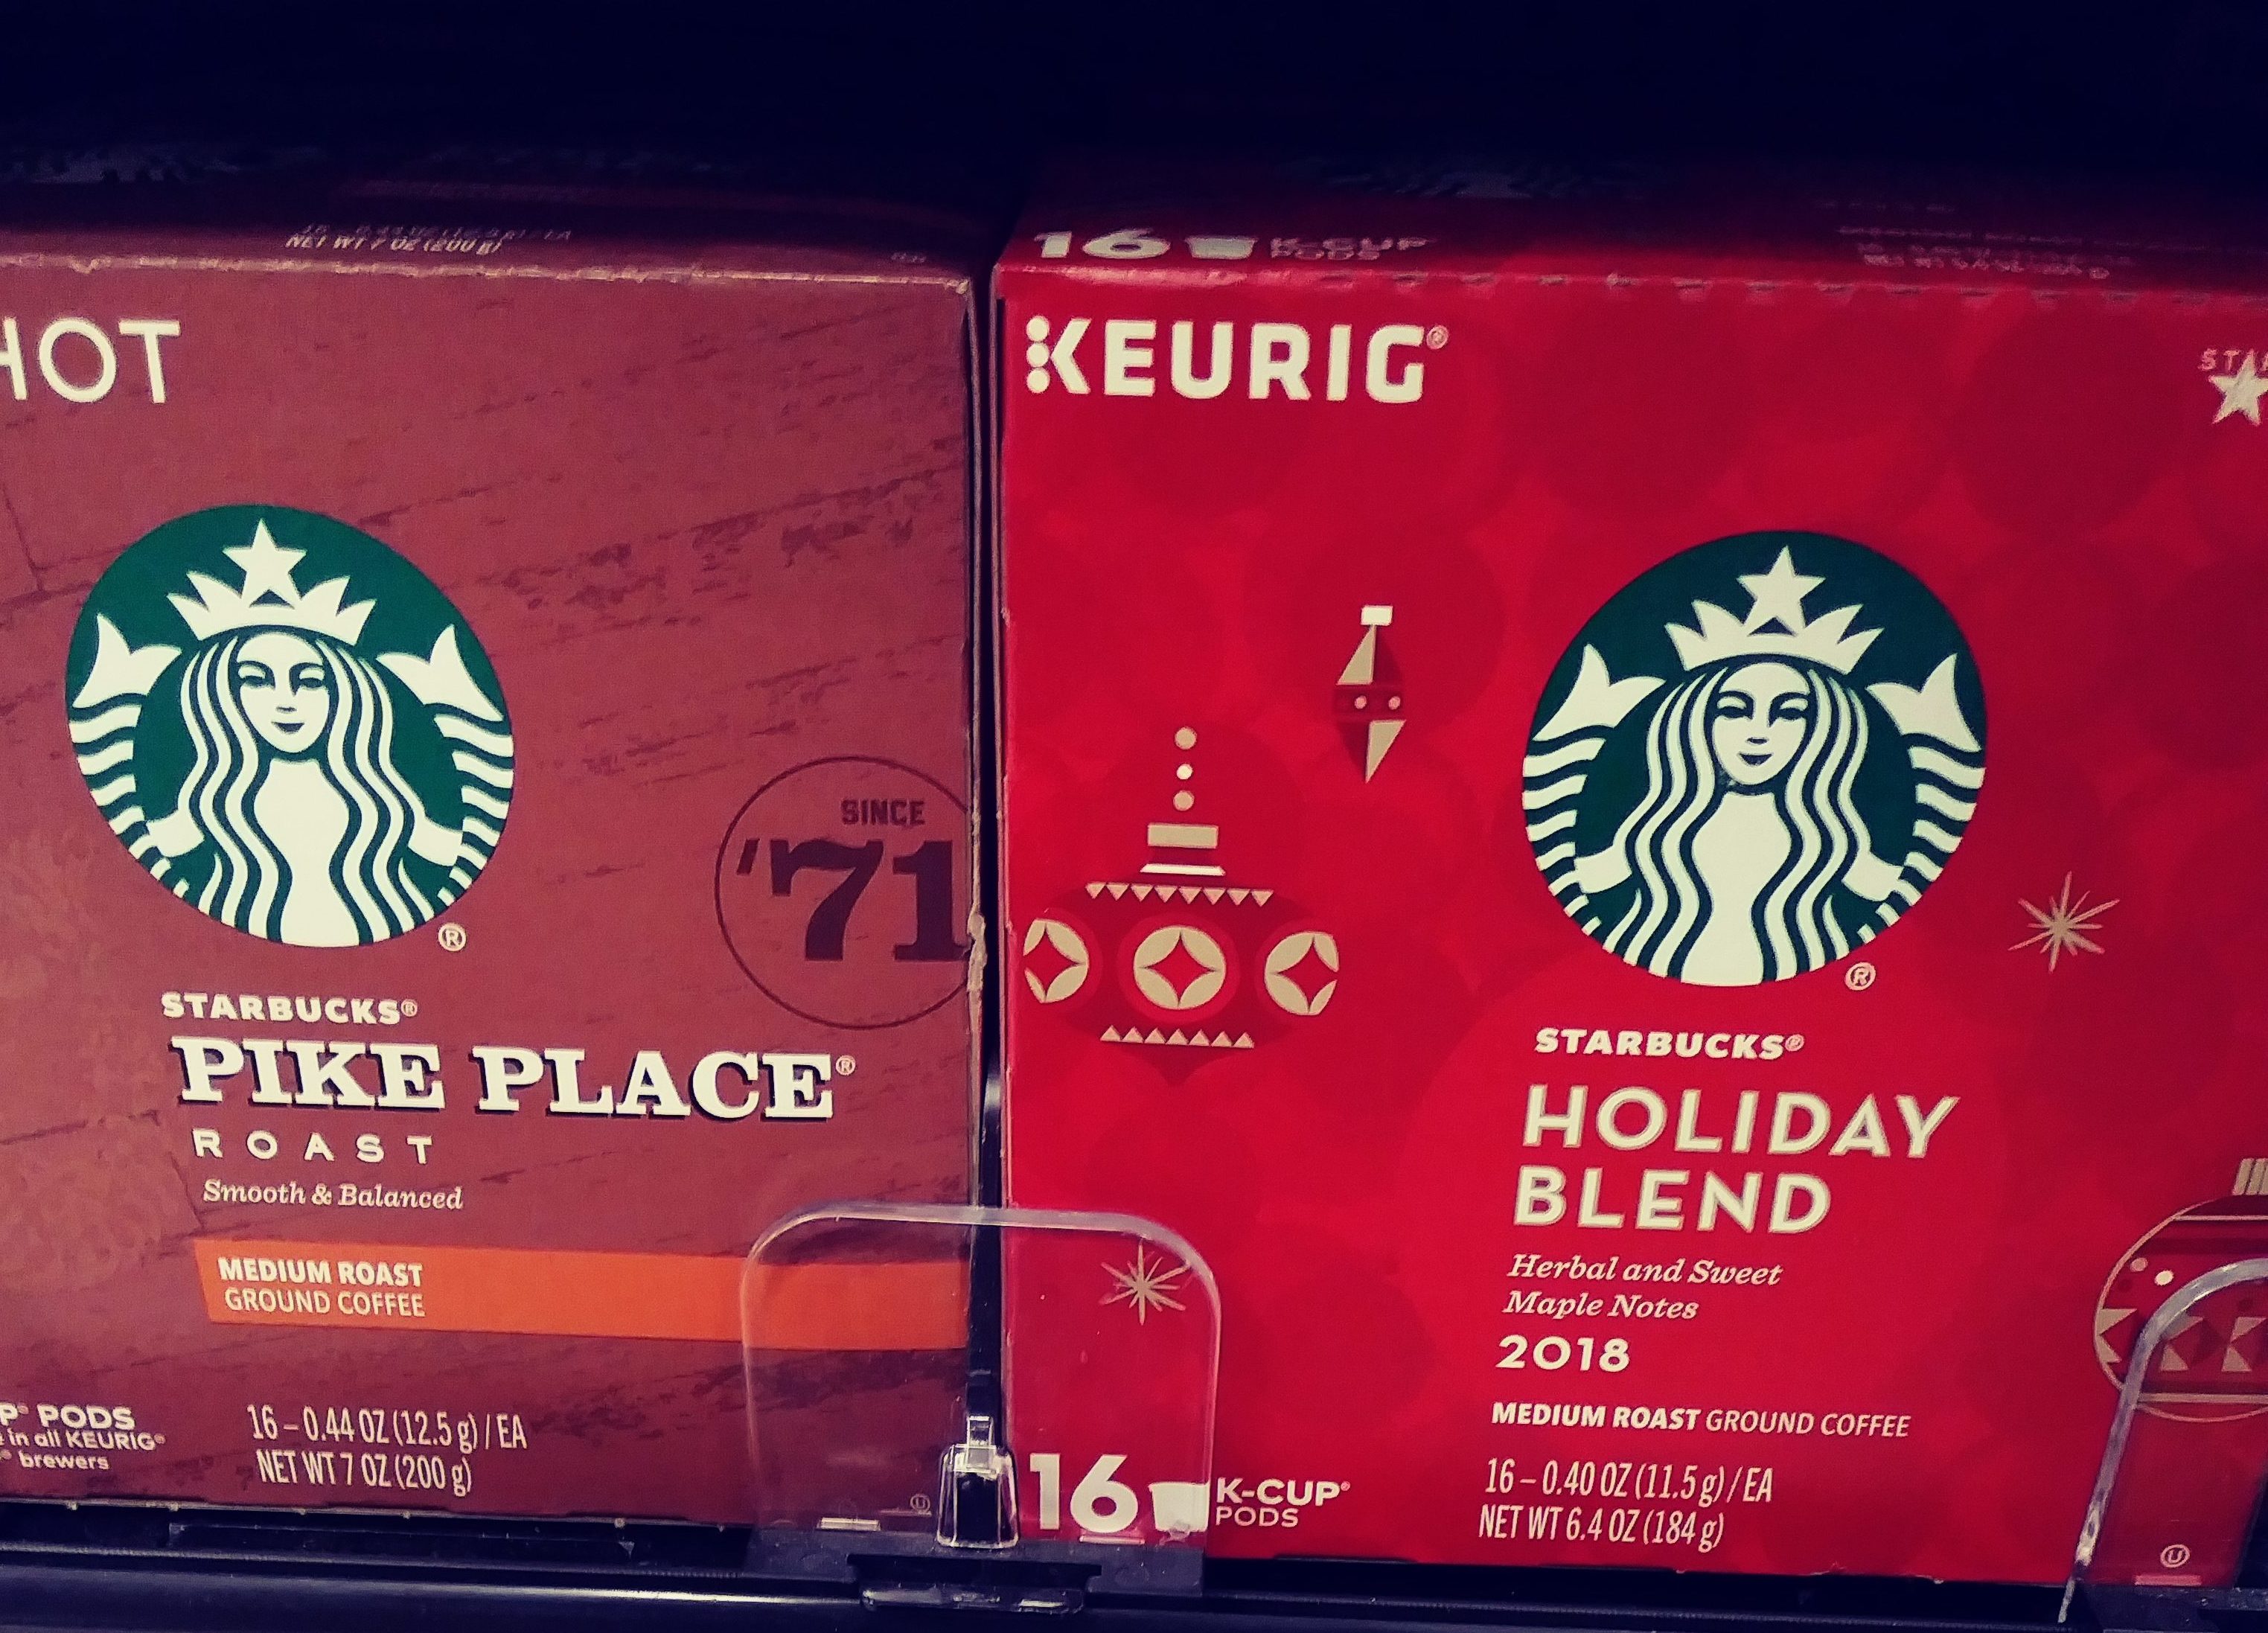 NET WT 7 OZ (200 g)
HOT
SINCE
'71
STARBUCKS®
PIKE PLACE®
ROAST
Smooth & Balanced
MEDIUM ROAST
GROUND COFFEE
PODS
in all KEURIG®
brewers
16 – 0.44 OZ (12.5 g) / EA
NET WT 7 OZ (200 g)
16 K-CUP
PODS
KEURIG®
STARBUCKS®
HOLIDAY
BLEND
Herbal and Sweet
Maple Notes
2018
MEDIUM ROAST GROUND COFFEE
16 – 0.40 OZ (11.5 g) / EA
NET WT 6.4 OZ (184 g)
16 K-CUP®
PODS